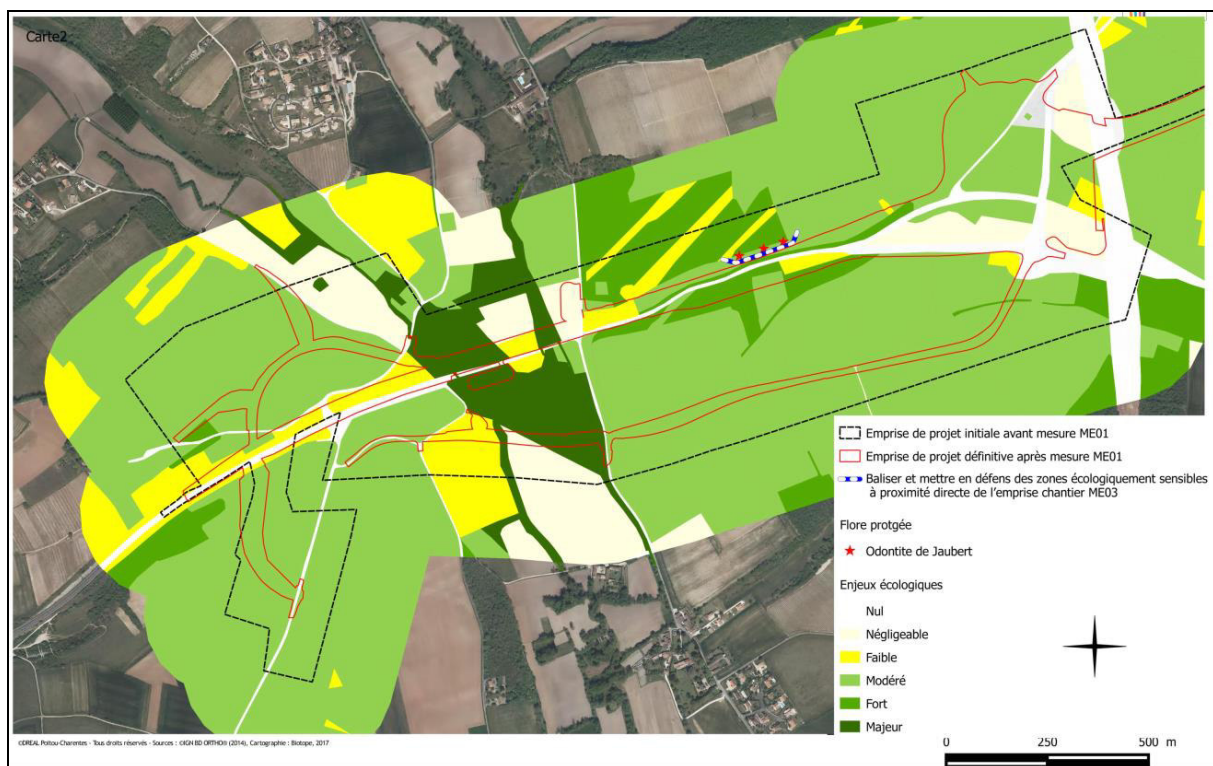 Carte2
Emprise de projet initiale avant mesure ME01
Emprise de projet définitive après mesure ME01
Baliser et mettre en défens des zones écologiquement sensibles
à proximité directe de l'emprise chantier ME03
Flore protgée
Odontite de Jaubert
Enjeux écologiques
Nul
Négligeable
Faible
Modéré
Fort
Majeur
©DREAL Poitou-Charentes - Tous droits réservés - Sources : ©IGN BD ORTHO® (2014), Cartographie : Biotope, 2017
0 250 500 m